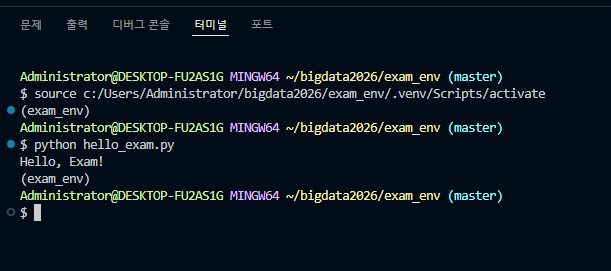 문제 출력 디버그 콘솔 터미널 포트
Administrator@DESKTOP-FU2AS1G MINGW64 ~/bigdata2026/exam_env (master)
$ source c:/Users/Administrator/bigdata2026/exam_env/.venv/Scripts/activate
(exam_env)
Administrator@DESKTOP-FU2AS1G MINGW64 ~/bigdata2026/exam_env (master)
$ python hello_exam.py
Hello, Exam!
(exam_env)
Administrator@DESKTOP-FU2AS1G MINGW64 ~/bigdata2026/exam_env (master)
$